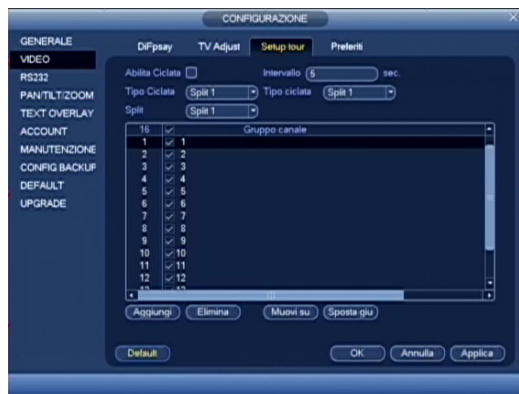 CONFIGURAZIONE
GENERALE
VIDEO
RS232
PAN/TILT/ZOOM
TEXT OVERLAY
ACCOUNT
MANUTENZIONE
CONFIG BACKUP
DEFAULT
UPGRADE
DiFpsay TV Adjust Setup tour Preferiti
Abilita Ciclata Intervallo 5 sec.
Tipo Ciclata Split 1 Tipo ciclata Split 1
Split Split 1
16 Gruppo canale
1 1
2 2
3 3
4 4
5 5
6 6
7 7
8 8
9 9
10 10
11 11
12 12
Aggiungi Elimina Muovi su Sposta giu
Default OK Annulla Applica